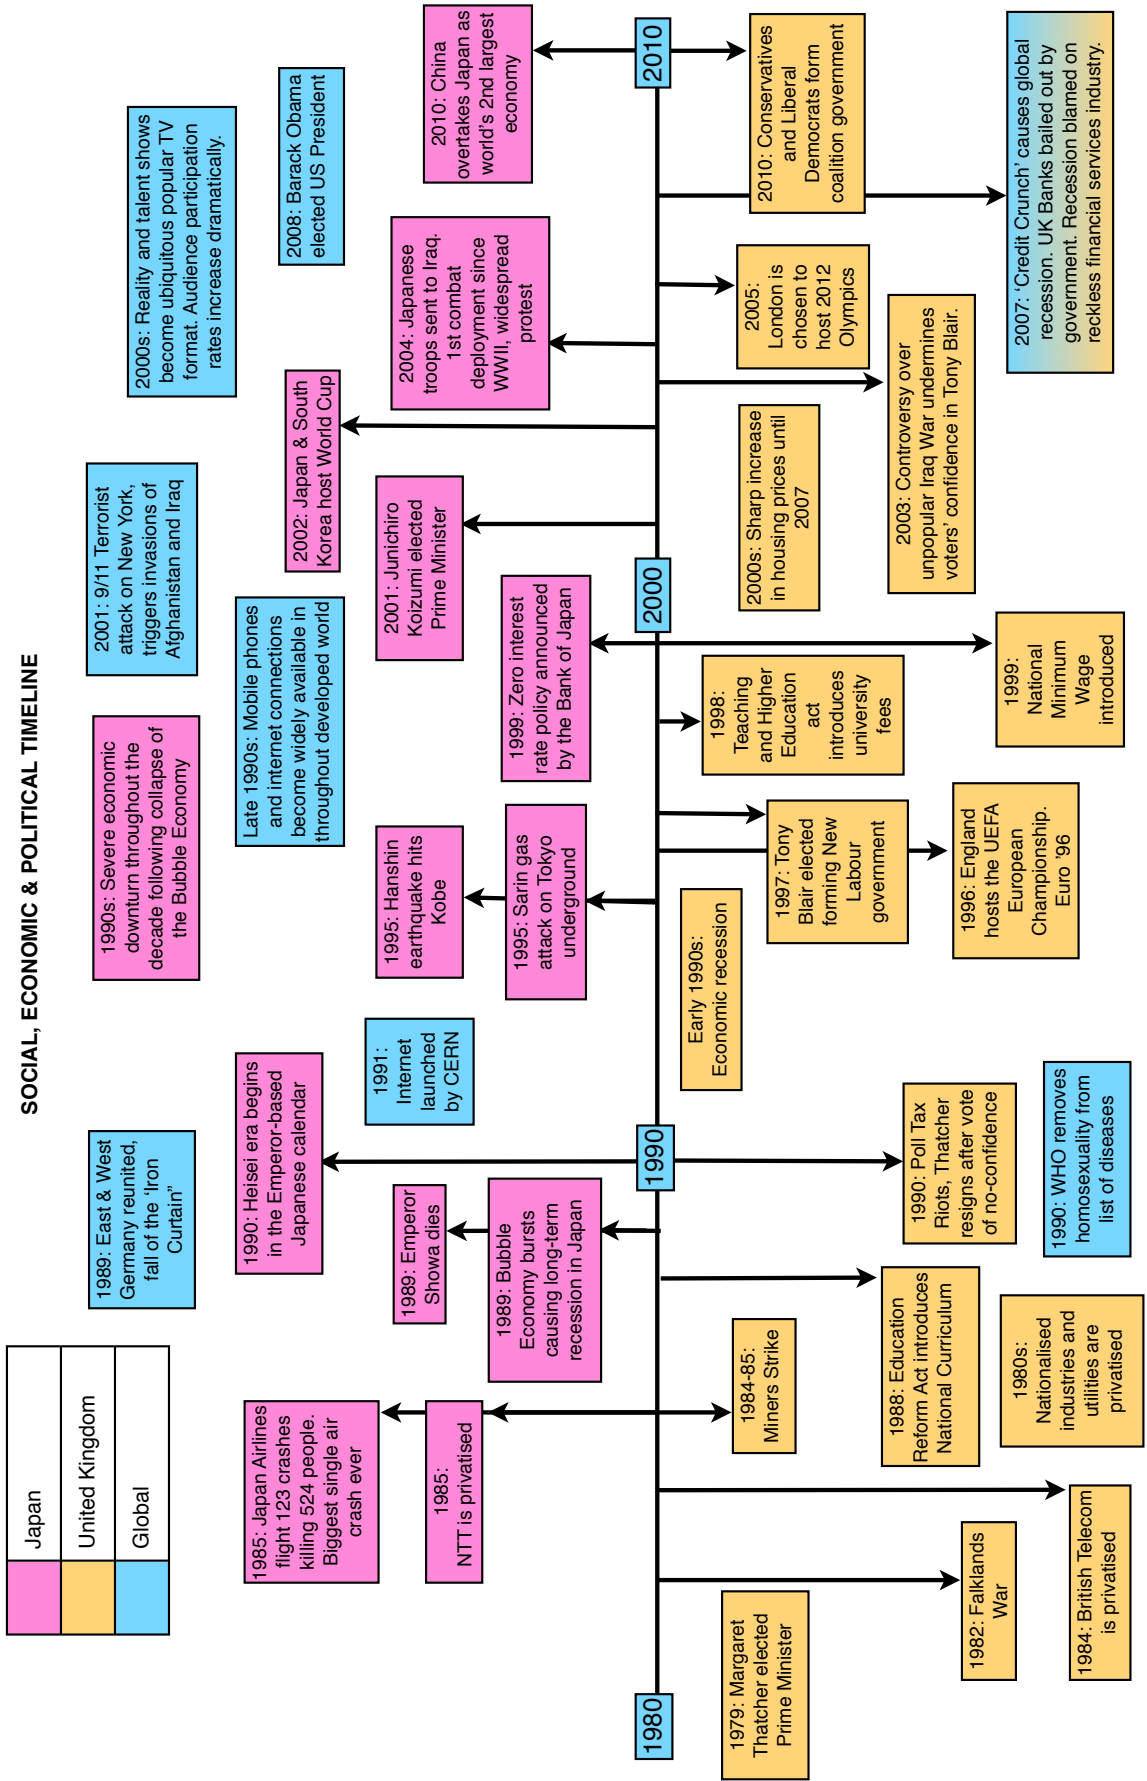 SOCIAL, ECONOMIC & POLITICAL TIMELINE
Japan
United Kingdom
Global
1989: East & West
Germany reunited,
fall of the ‘Iron
Curtain”
1990s: Severe economic
downturn throughout the
decade following collapse of
the Bubble Economy
2001: 9/11 Terrorist
attack on New York,
triggers invasions of
Afghanistan and Iraq
2000s: Reality and talent shows
become ubiquitous popular TV
format. Audience participation
rates increase dramatically.
1985: Japan Airlines
flight 123 crashes
killing 524 people.
Biggest single air
crash ever
1990: Heisei era begins
in the Emperor-based
Japanese calendar
Late 1990s: Mobile phones
and internet connections
become widely available in
throughout developed world
2002: Japan & South
Korea host World Cup
2008: Barack Obama
elected US President
1985:
NTT is privatised
1989: Emperor
Showa dies
1991:
Internet
launched
by CERN
1995: Hanshin
earthquake hits
Kobe
2001: Junichiro
Koizumi elected
Prime Minister
2004: Japanese
troops sent to Iraq.
1st combat
deployment since
WWII, widespread
protest
2010: China
overtakes Japan as
world’s 2nd largest
economy
1989: Bubble
Economy bursts
causing long-term
recession in Japan
1995: Sarin gas
attack on Tokyo
underground
1999: Zero interest
rate policy announced
by the Bank of Japan
1980
1990
2000
2010
1979: Margaret
Thatcher elected
Prime Minister
1984-85:
Miners Strike
Early 1990s:
Economic recession
1997: Tony
Blair elected
forming New
Labour
government
1998:
Teaching
and Higher
Education
act
introduces
university
fees
2000s: Sharp increase
in housing prices until
2007
2005:
London is
chosen to
host 2012
Olympics
2010: Conservatives
and Liberal
Democrats form
coalition government
1982: Falklands
War
1988: Education
Reform Act introduces
National Curriculum
1990: Poll Tax
Riots, Thatcher
resigns after vote
of no-confidence
1996: England
hosts the UEFA
European
Championship.
Euro ’96
1999:
National
Minimum
Wage
introduced
2003: Controversy over
unpopular Iraq War undermines
voters’ confidence in Tony Blair.
2007: ‘Credit Crunch’ causes global
recession. UK Banks bailed out by
government. Recession blamed on
reckless financial services industry.
1984: British Telecom
is privatised
1980s:
Nationalised
industries and
utilities are
privatised
1990: WHO removes
homosexuality from
list of diseases